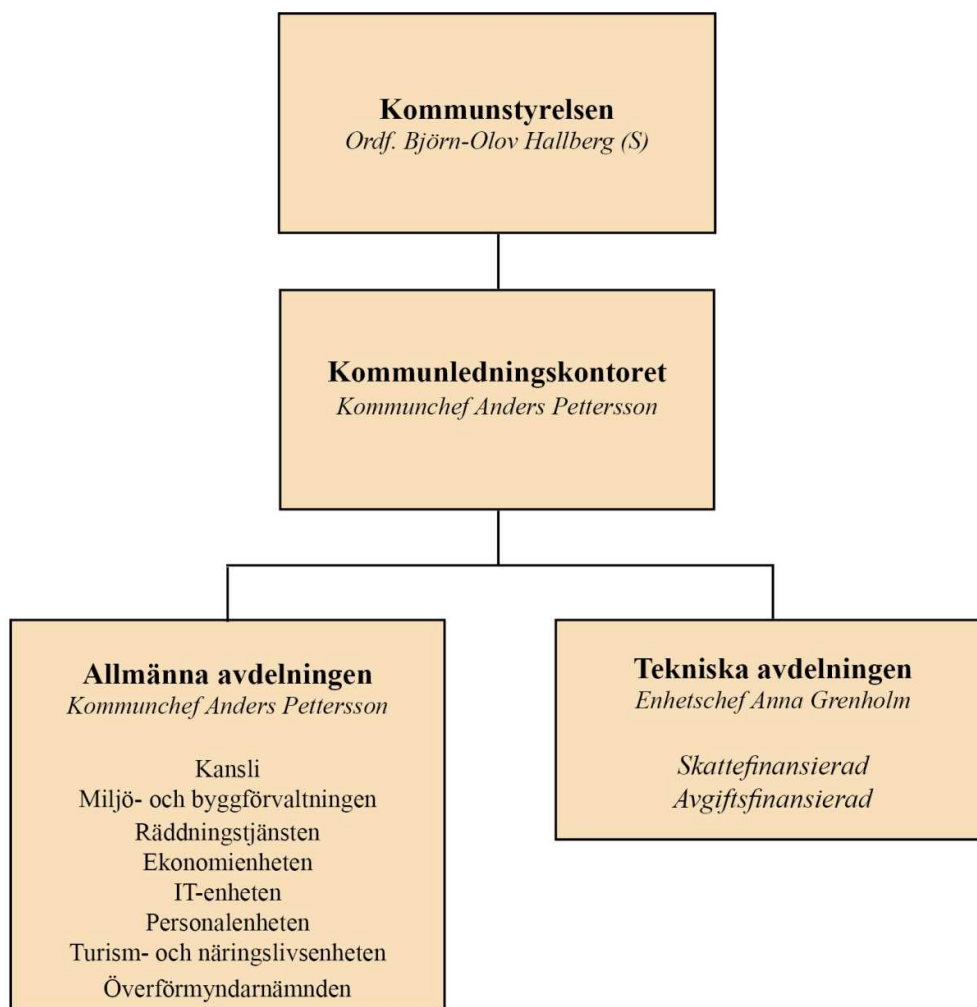 Kommunstyrelsen
Ordf. Björn-Olov Hallberg (S)
Kommunledningskontoret
Kommunchef Anders Pettersson
Allmänna avdelningen
Kommunchef Anders Pettersson
Kansli
Miljö- och byggförvaltningen
Räddningstjänsten
Ekonomienheten
IT-enheten
Personalenheten
Turism- och näringslivsenheten
Överförmyndarnämnden
Tekniska avdelningen
Enhetschef Anna Grenholm
Skattefinansierad
Avgiftsfinansierad